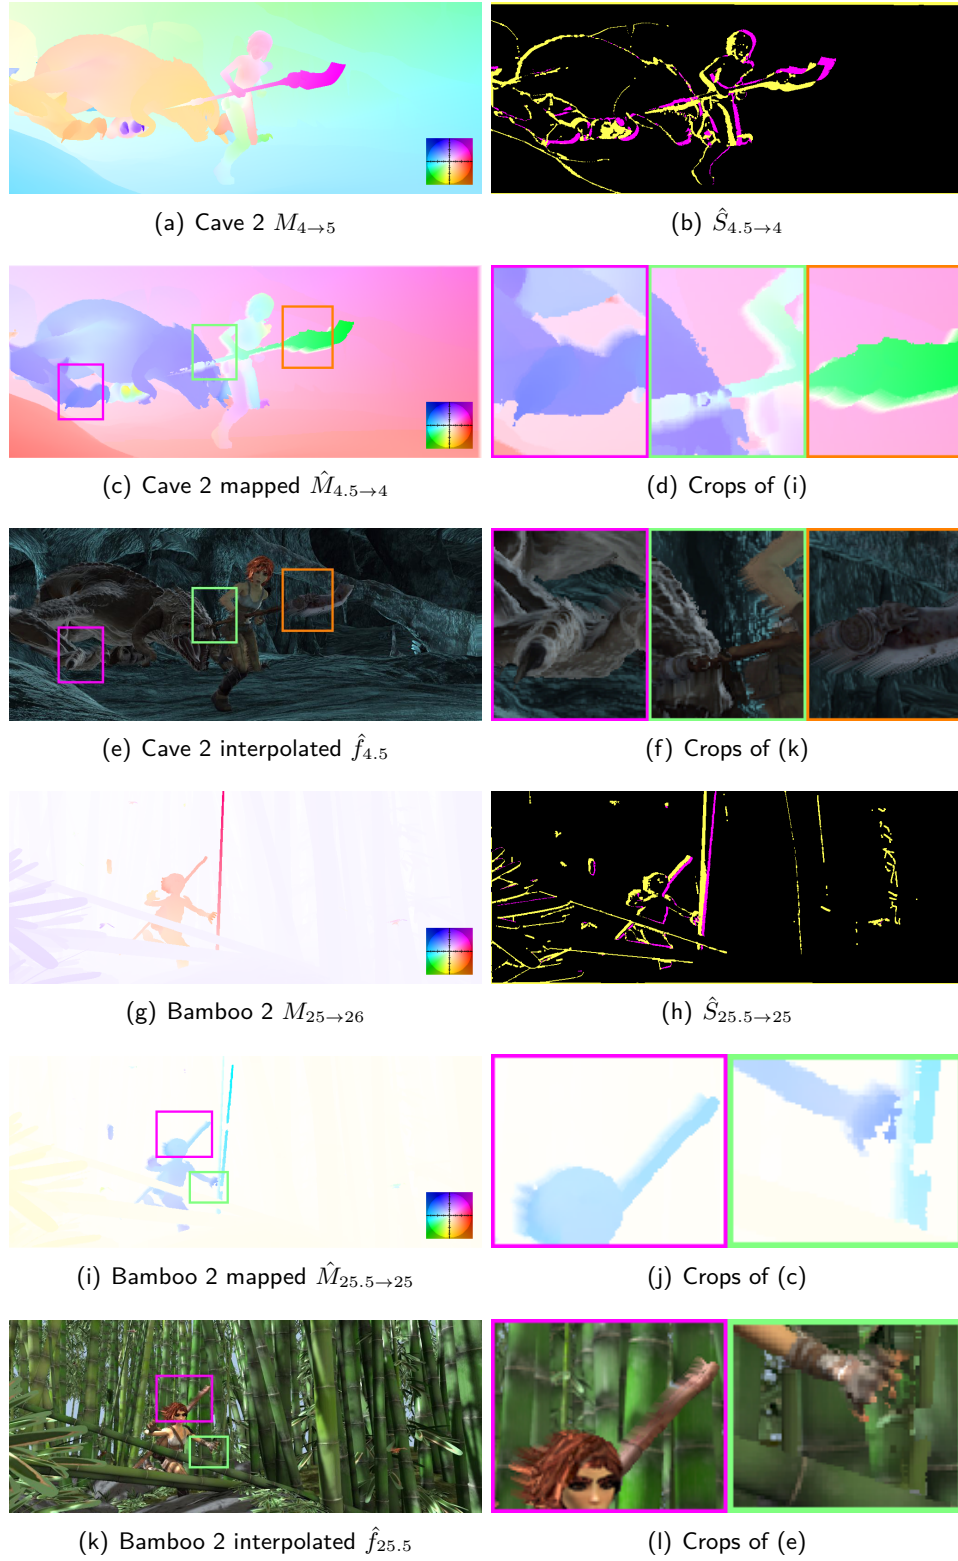 (a) Cave 2 M₄→₅
(b) Ŝ₄.₅→₄
(c) Cave 2 mapped M̂₄.₅→₄
(d) Crops of (i)
(e) Cave 2 interpolated f̂₄.₅
(f) Crops of (k)
(g) Bamboo 2 M₂₅→₂₆
(h) Ŝ₂₅.₅→₂₅
(i) Bamboo 2 mapped M̂₂₅.₅→₂₅
(j) Crops of (c)
(k) Bamboo 2 interpolated f̂₂₅.₅
(l) Crops of (e)